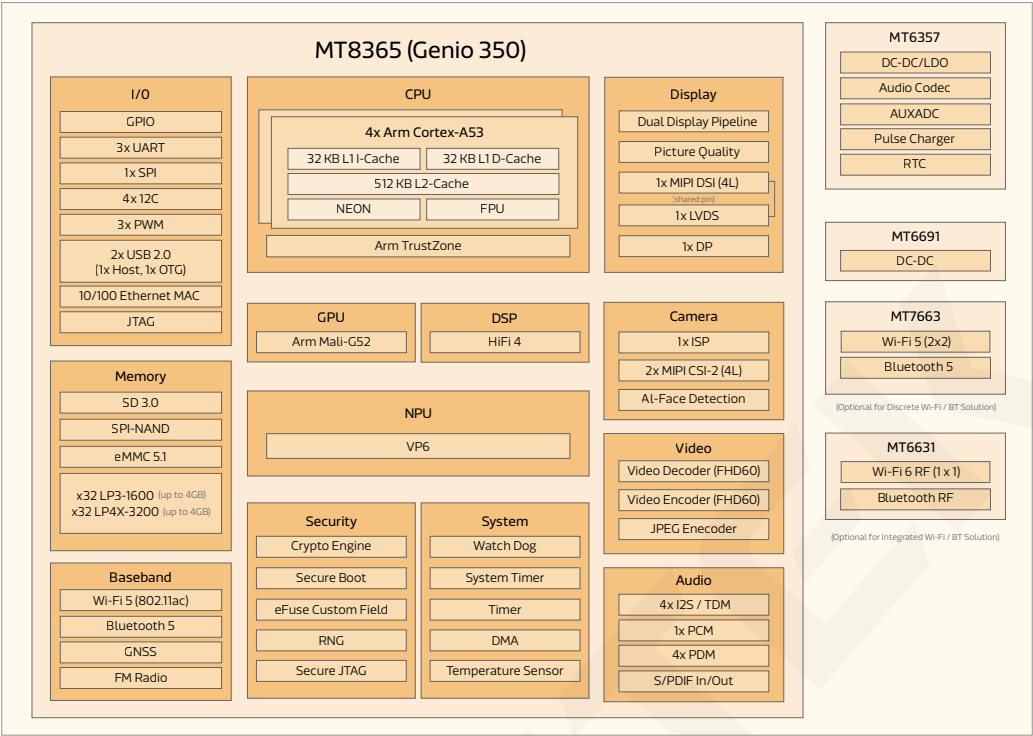 MT8365 (Genio 350)
I/0
GPIO
3x UART
1x SPI
4x 12C
3x PWM
2x USB 2.0
(1x Host, 1x OTG)
10/100 Ethernet MAC
JTAG
Memory
SD 3.0
SPI-NAND
eMMC 5.1
x32 LP3-1600 (up to 4GB)
x32 LP4X-3200 (up to 4GB)
Baseband
Wi-Fi 5 (802.11ac)
Bluetooth 5
GNSS
FM Radio
CPU
4x Arm Cortex-A53
32 KB L1 I-Cache
32 KB L1 D-Cache
512 KB L2-Cache
NEON
FPU
Arm TrustZone
GPU
Arm Mali-G52
DSP
HiFi 4
NPU
VP6
Security
Crypto Engine
Secure Boot
eFuse Custom Field
RNG
Secure JTAG
System
Watch Dog
System Timer
Timer
DMA
Temperature Sensor
Display
Dual Display Pipeline
Picture Quality
1x MIPI DSI (4L)
(shared pin)
1x LVDS
1x DP
Camera
1x ISP
2x MIPI CSI-2 (4L)
AI-Face Detection
Video
Video Decoder (FHD60)
Video Encoder (FHD60)
JPEG Enecoder
Audio
4x I2S / TDM
1x PCM
4x PDM
S/PDIF In/Out
MT6357
DC-DC/LDO
Audio Codec
AUXADC
Pulse Charger
RTC
MT6691
DC-DC
MT7663
Wi-Fi 5 (2x2)
Bluetooth 5
(Optional for Discrete Wi-Fi / BT Solution)
MT6631
Wi-Fi 6 RF (1 x 1)
Bluetooth RF
(Optional for Integrated Wi-Fi / BT Solution)